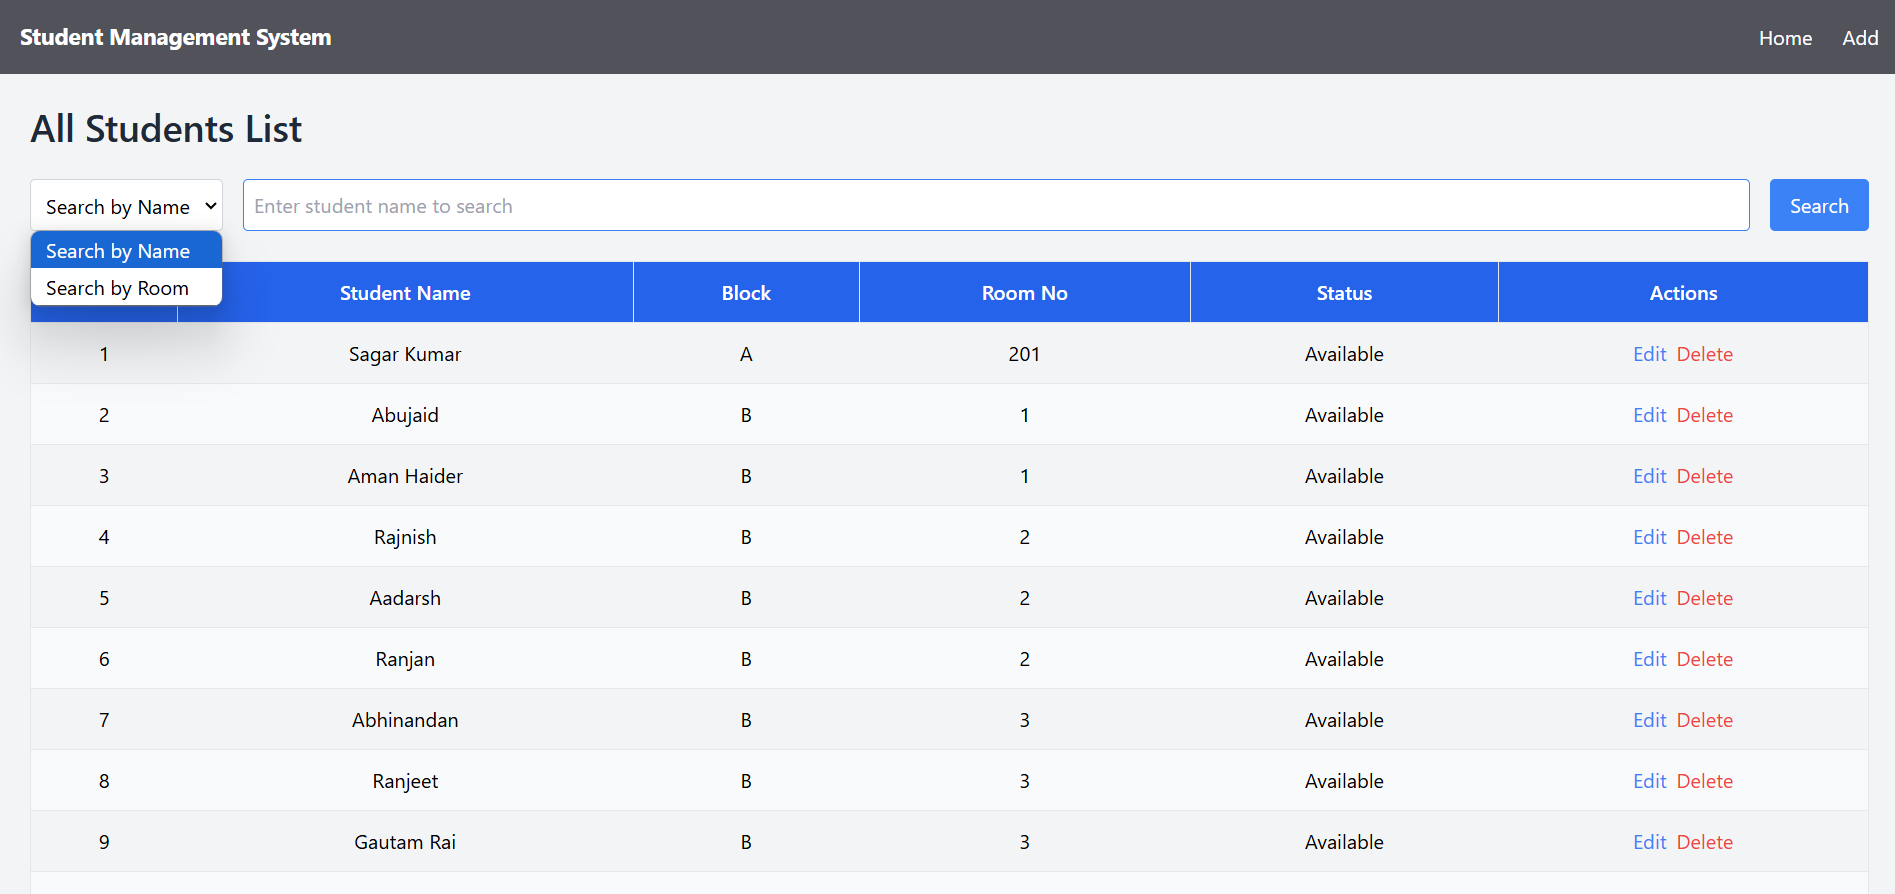 Student Management System Home Add
All Students List
Search by Name Enter student name to search Search
Search by Name
Search by Room
Student Name Block Room No Status Actions
1 Sagar Kumar A 201 Available Edit Delete
2 Abujaid B 1 Available Edit Delete
3 Aman Haider B 1 Available Edit Delete
4 Rajnish B 2 Available Edit Delete
5 Aadarsh B 2 Available Edit Delete
6 Ranjan B 2 Available Edit Delete
7 Abhinandan B 3 Available Edit Delete
8 Ranjeet B 3 Available Edit Delete
9 Gautam Rai B 3 Available Edit Delete